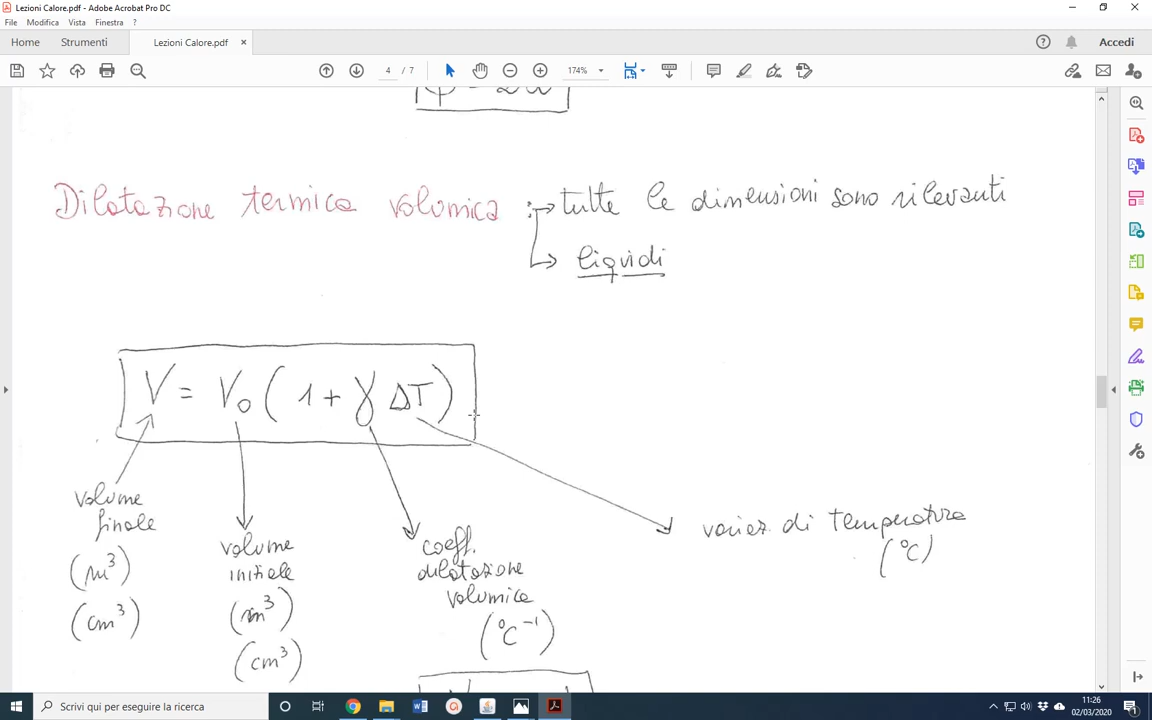 Lezioni Calore.pdf - Adobe Acrobat Pro DC
File Modifica Vista Finestra ?
Home Strumenti Lezioni Calore.pdf × Accedi
4 / 7 174%
φ = 2α
Dilatazione termica volumica : → tutte le dimensioni sono rilevanti
→ liquidi
V = V₀ ( 1 + γ ΔT )
volume
finale
(m³)
(cm³)
volume
iniziale
(m³)
(cm³)
coeff.
dilatazione
volumica
(°C⁻¹)
variaz. di temperatura
(°C)
Scrivi qui per eseguire la ricerca
11:26
02/03/2020